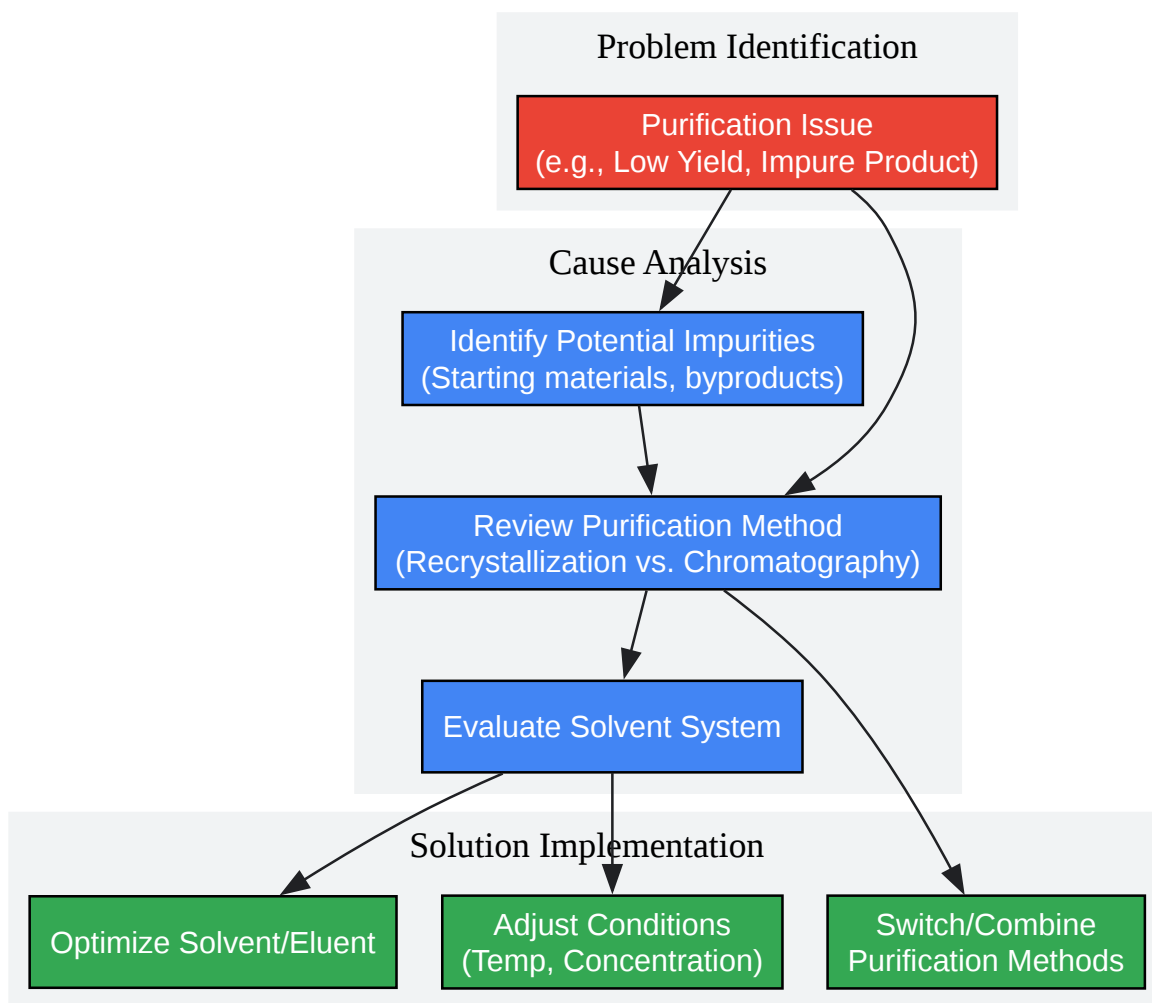 Problem Identification
Purification Issue
(e.g., Low Yield, Impure Product)
Cause Analysis
Identify Potential Impurities
(Starting materials, byproducts)
Review Purification Method
(Recrystallization vs. Chromatography)
Evaluate Solvent System
Solution Implementation
Optimize Solvent/Eluent
Adjust Conditions
(Temp, Concentration)
Switch/Combine
Purification Methods